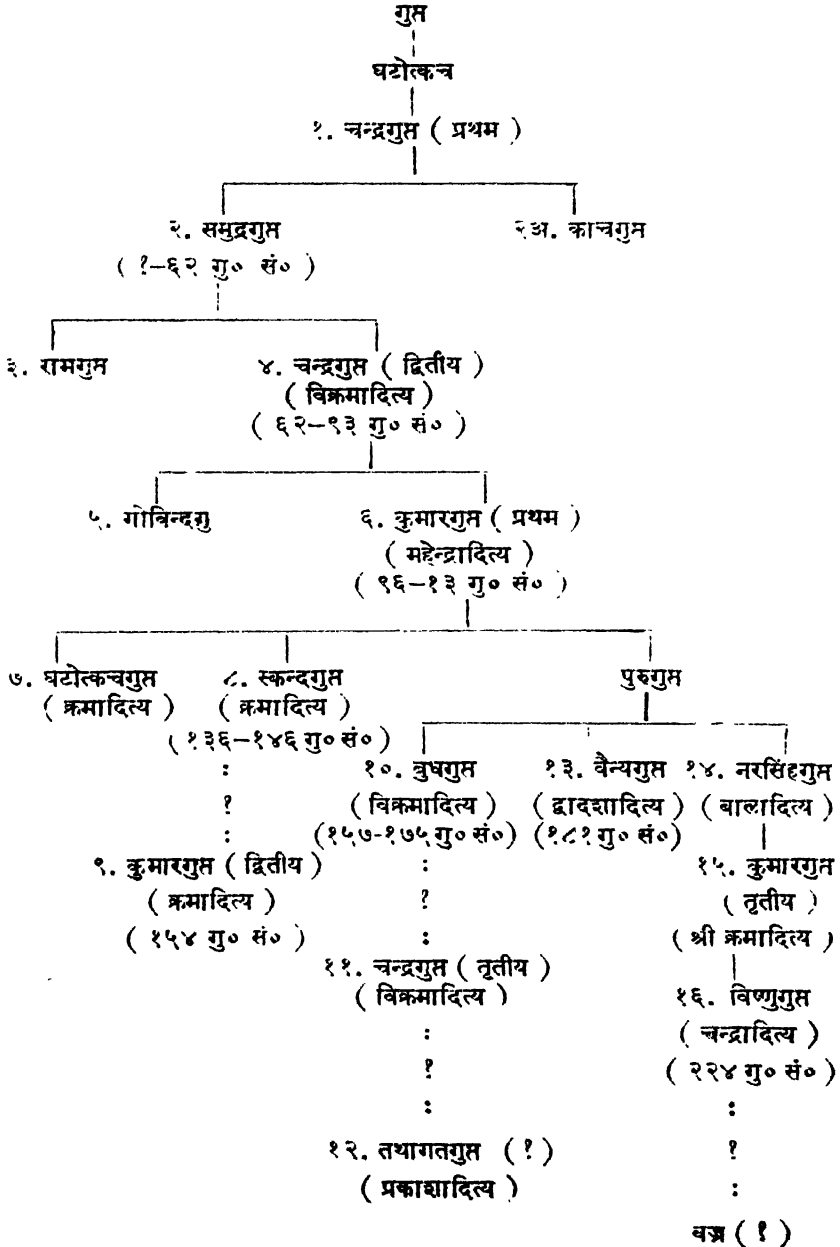 गुप्त
घटोत्कच
१. चन्द्रगुप्त ( प्रथम )
२. समुद्रगुप्त २अ. काचगुप्त
( १–६२ गु० सं० )
३. रामगुप्त ४. चन्द्रगुप्त ( द्वितीय )
( विक्रमादित्य )
( ६२–९३ गु० सं० )
५. गोविन्दगु ६. कुमारगुप्त ( प्रथम )
( महेन्द्रादित्य )
( ९६–१३ गु० सं० )
७. घटोत्कचगुप्त ८. स्कन्दगुप्त पुरुगुप्त
( क्रमादित्य ) ( क्रमादित्य )
( १३६–१४६ गु० सं० )
: १०. बुधगुप्त १३. वैन्यगुप्त १४. नरसिंहगुप्त
? ( विक्रमादित्य ) ( द्वादशादित्य ) ( बालादित्य )
: (१५७-१७५ गु० सं०) (१८१ गु० सं०)
९. कुमारगुप्त ( द्वितीय ) : १५. कुमारगुप्त
( क्रमादित्य ) ? ( तृतीय )
( १५४ गु० सं० ) : ( श्री क्रमादित्य )
११. चन्द्रगुप्त ( तृतीय )
( विक्रमादित्य ) १६. विष्णुगुप्त
: ( चन्द्रादित्य )
? ( २२४ गु० सं० )
: :
१२. तथागतगुप्त ( ? ) ?
( प्रकाशादित्य ) :
वज्र ( ? )